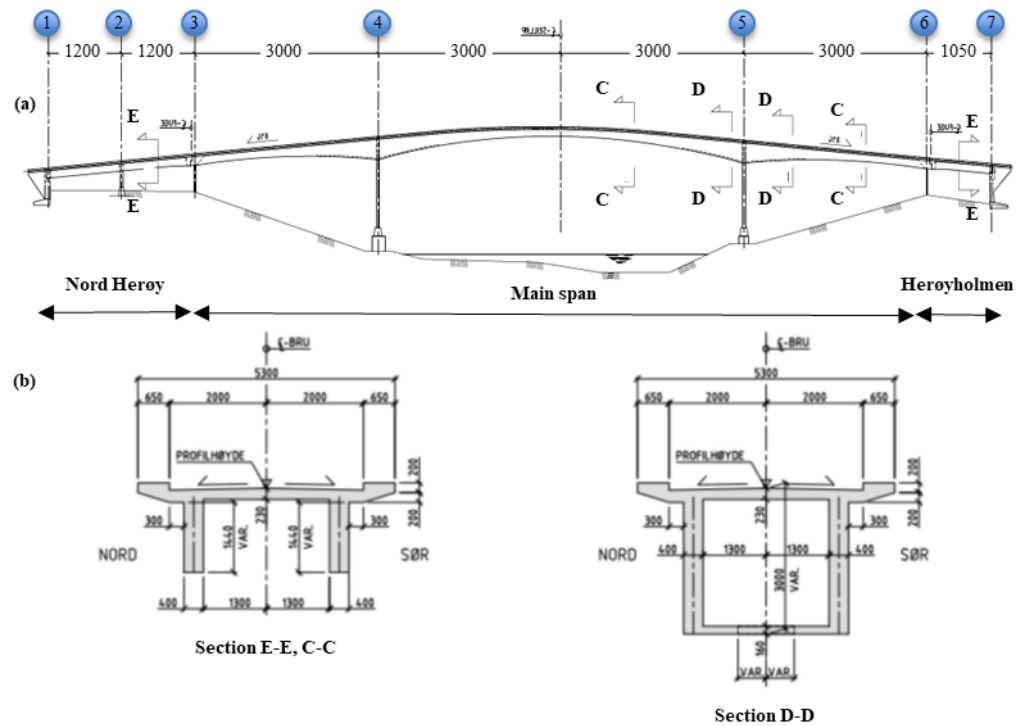 1 2 3 4 5 6 7
1200 1200 3000 3000 3000 3000 1050
(a)
C D D C
E E
C D D C
E E
Nord Herøy Main span Herøyholmen
(b)
℄-BRU ℄-BRU
5300 5300
650 2000 2000 650 650 2000 2000 650
PROFILHØYDE PROFILHØYDE
200 200
300 1440 VAR. 230 1440 VAR. 300 200 300 230 300 200
NORD SØR NORD 400 1300 1300 400 SØR
3000 VAR.
400 1300 1300 400
160
VAR. VAR.
Section E-E, C-C
Section D-D